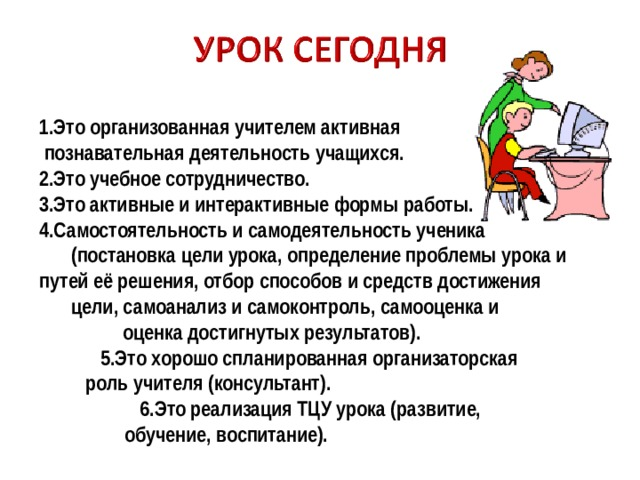 УРОК СЕГОДНЯ
1.Это организованная учителем активная
познавательная деятельность учащихся.
2.Это учебное сотрудничество.
3.Это активные и интерактивные формы работы.
4.Самостоятельность и самодеятельность ученика
(постановка цели урока, определение проблемы урока и
путей её решения, отбор способов и средств достижения
цели, самоанализ и самоконтроль, самооценка и
оценка достигнутых результатов).
5.Это хорошо спланированная организаторская
роль учителя (консультант).
6.Это реализация ТЦУ урока (развитие,
обучение, воспитание).